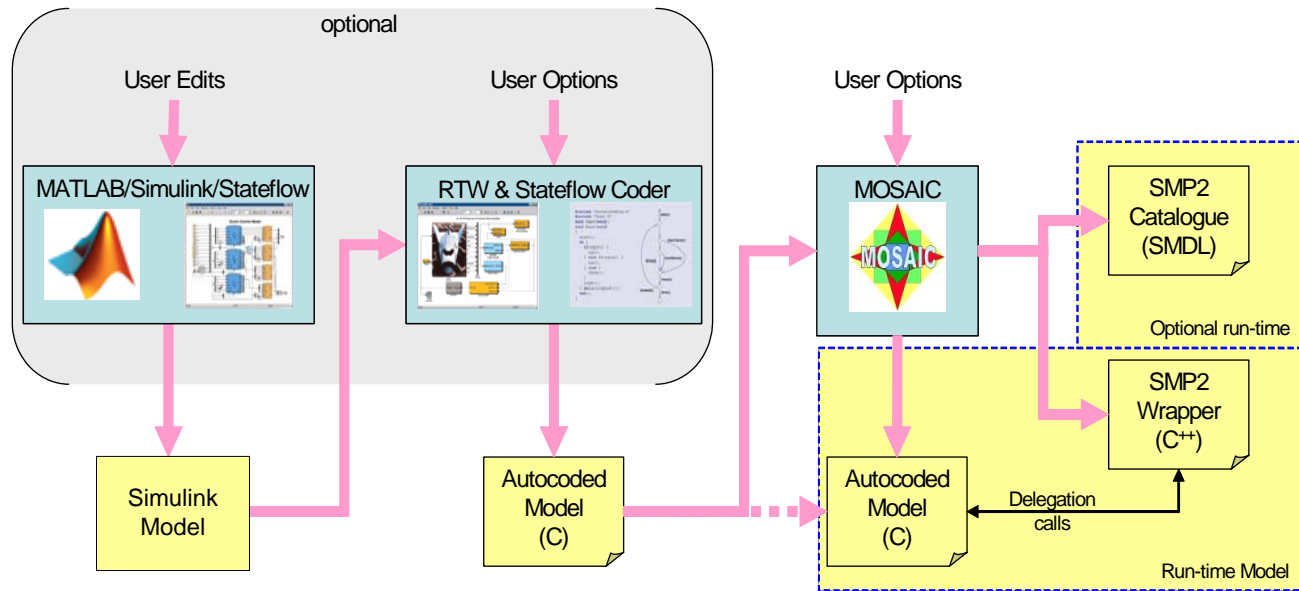 optional
User Edits
User Options
User Options
MATLAB/Simulink/Stateflow
RTW & Stateflow Coder
MOSAIC
MOSAIC
SMP2
Catalogue
(SMDL)
Optional run-time
SMP2
Wrapper
(C++)
Simulink
Model
Autocoded
Model
(C)
Autocoded
Model
(C)
Delegation
calls
Run-time Model